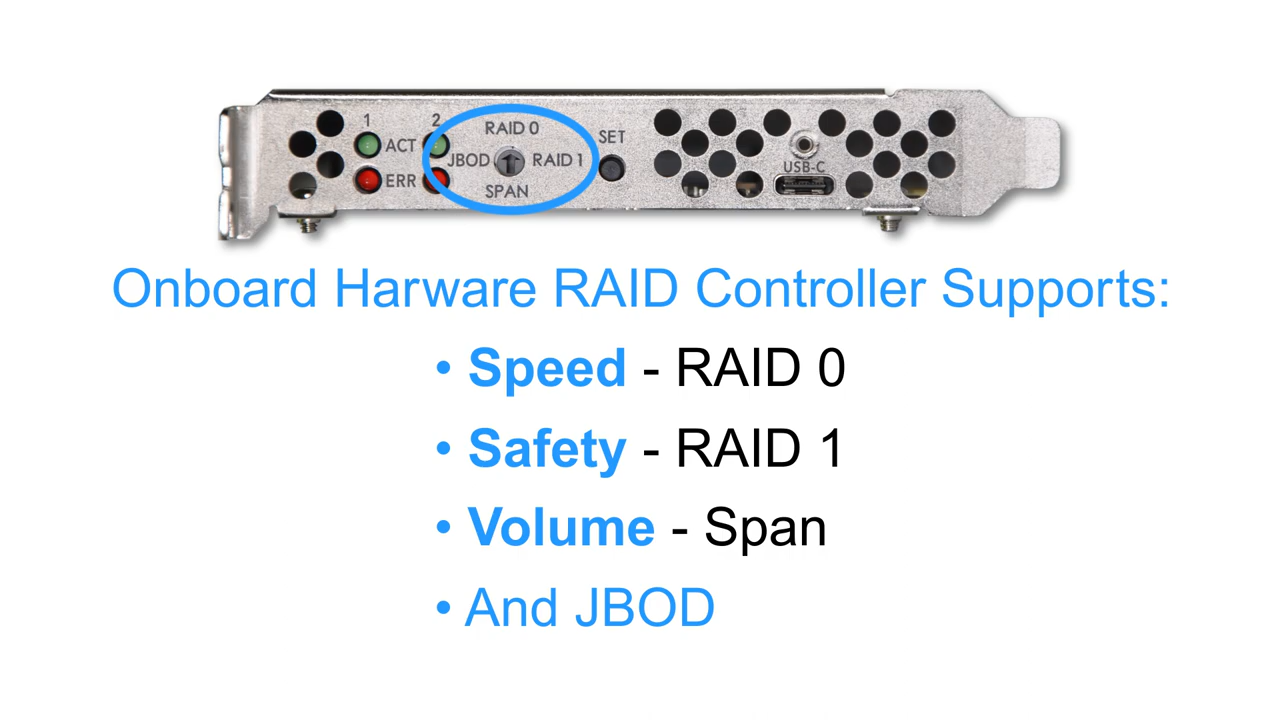 1 2
RAID 0
ACT
SET
JBOD RAID 1
USB-C
ERR
SPAN
Onboard Harware RAID Controller Supports:
• Speed - RAID 0
• Safety - RAID 1
• Volume - Span
• And JBOD